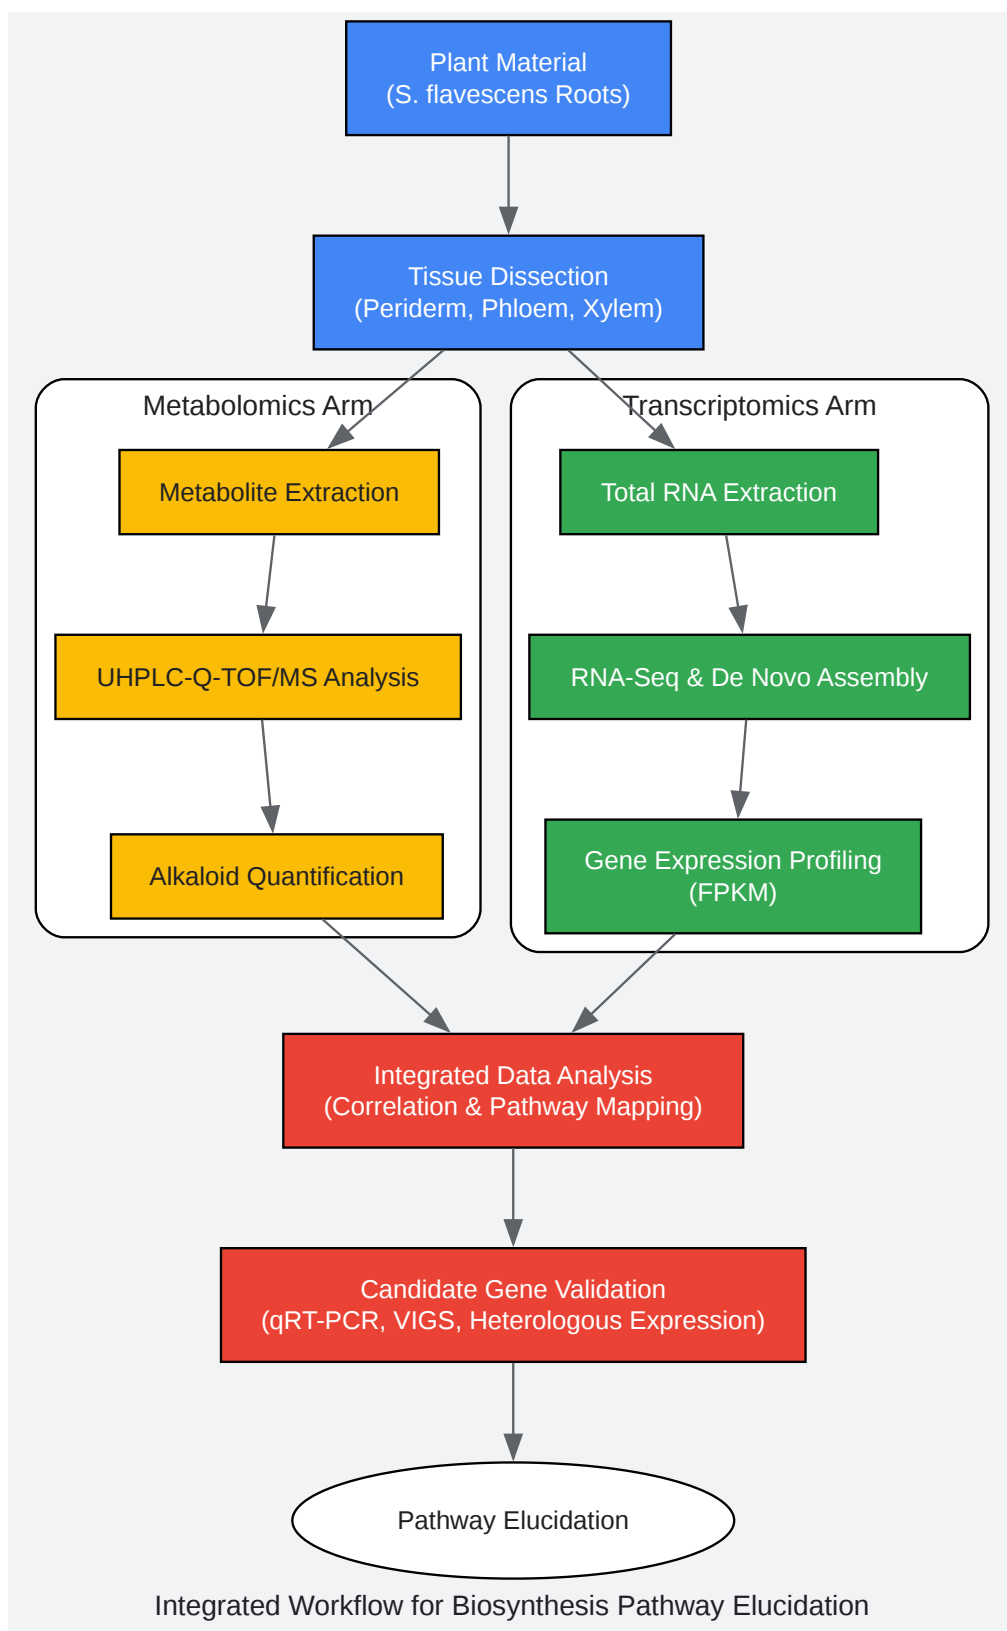 Plant Material
(S. flavescens Roots)
Tissue Dissection
(Periderm, Phloem, Xylem)
Metabolomics Arm
Metabolite Extraction
UHPLC-Q-TOF/MS Analysis
Alkaloid Quantification
Transcriptomics Arm
Total RNA Extraction
RNA-Seq & De Novo Assembly
Gene Expression Profiling
(FPKM)
Integrated Data Analysis
(Correlation & Pathway Mapping)
Candidate Gene Validation
(qRT-PCR, VIGS, Heterologous Expression)
Pathway Elucidation
Integrated Workflow for Biosynthesis Pathway Elucidation